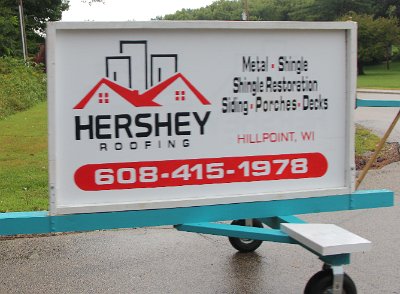 HERSHEY
ROOFING
Metal • Shingle
Shingle Restoration
Siding • Porches • Decks
HILLPOINT, WI
608-415-1978